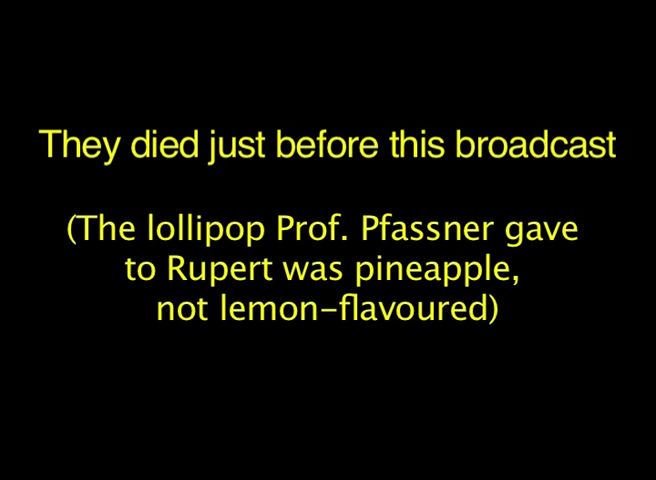 They died just before this broadcast
(The lollipop Prof. Pfassner gave
to Rupert was pineapple,
not lemon-flavoured)